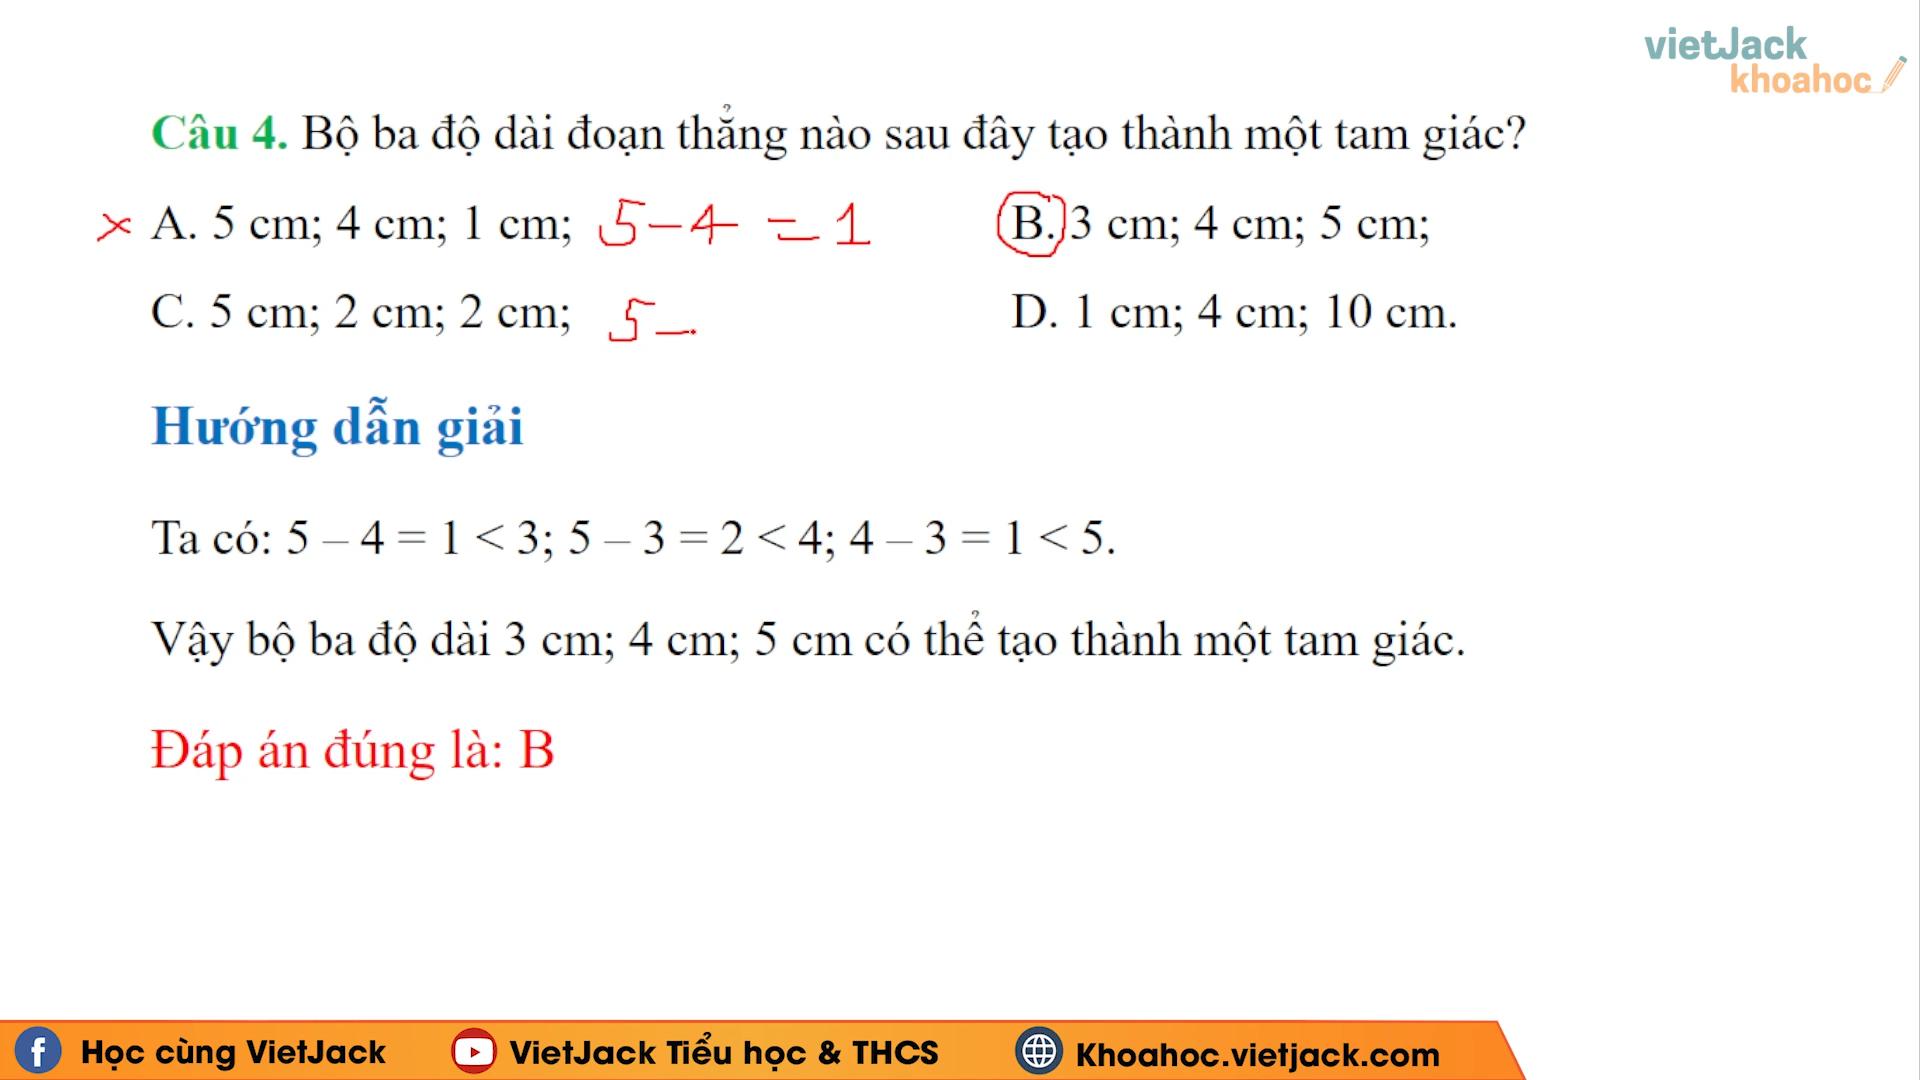 vietJack
khoahoc
Câu 4. Bộ ba độ dài đoạn thẳng nào sau đây tạo thành một tam giác?
× A. 5 cm; 4 cm; 1 cm; 5 – 4 = 1 B. 3 cm; 4 cm; 5 cm;
C. 5 cm; 2 cm; 2 cm; 5 – D. 1 cm; 4 cm; 10 cm.
Hướng dẫn giải
Ta có: 5 – 4 = 1 < 3; 5 – 3 = 2 < 4; 4 – 3 = 1 < 5.
Vậy bộ ba độ dài 3 cm; 4 cm; 5 cm có thể tạo thành một tam giác.
Đáp án đúng là: B
Học cùng VietJack VietJack Tiểu học & THCS Khoahoc.vietjack.com